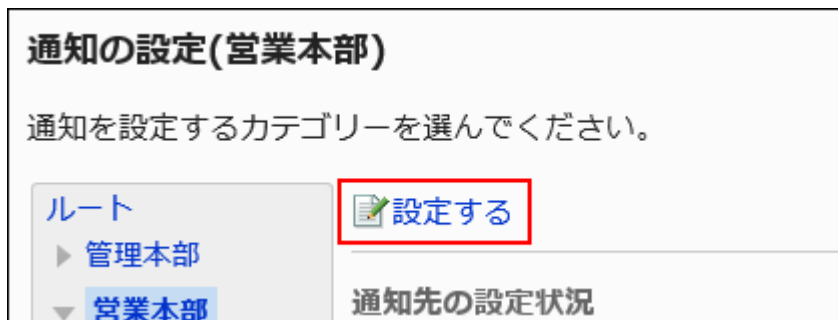 通知の設定(営業本部)
通知を設定するカテゴリーを選んでください。
ルート
管理本部
営業本部
設定する
通知先の設定状況